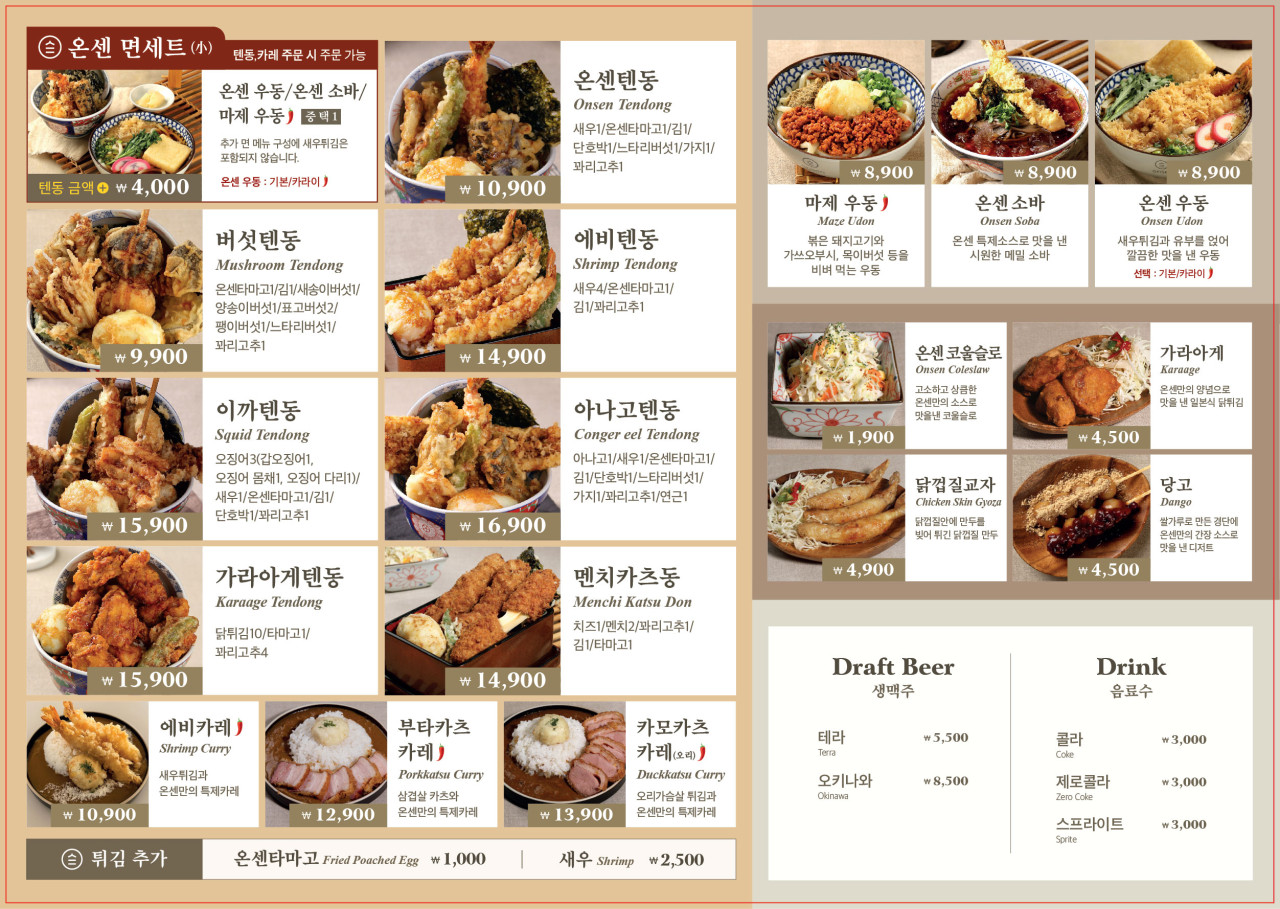 온센 면세트 (小)
텐동,카레 주문 시 주문 가능
온센 우동/온센 소바/
마제 우동 중 택 1
추가 면 메뉴 구성에 새우튀김은
포함되지 않습니다.
온센 우동 : 기본/카라이
텐동 금액 + ₩ 4,000
온센텐동
Onsen Tendong
새우1/온센타마고1/김1/
단호박1/느타리버섯1/가지1/
꽈리고추1
₩ 10,900
버섯텐동
Mushroom Tendong
온센타마고1/김1/새송이버섯1/
양송이버섯1/표고버섯2/
팽이버섯1/느타리버섯1/
꽈리고추1
₩ 9,900
에비텐동
Shrimp Tendong
새우4/온센타마고1/
김1/꽈리고추1
₩ 14,900
이까텐동
Squid Tendong
오징어3(갑오징어1,
오징어 몸채1, 오징어 다리1)/
새우1/온센타마고1/김1/
단호박1/꽈리고추1
₩ 15,900
아나고텐동
Conger eel Tendong
아나고1/새우1/온센타마고1/
김1/단호박1/느타리버섯1/
가지1/꽈리고추1/연근1
₩ 16,900
가라아게텐동
Karaage Tendong
닭튀김10/타마고1/
꽈리고추4
₩ 15,900
멘치카츠동
Menchi Katsu Don
치즈1/멘치2/꽈리고추1/
김1/타마고1
₩ 14,900
에비카레
Shrimp Curry
새우튀김과
온센만의 특제카레
₩ 10,900
부타카츠
카레
Porkkatsu Curry
삼겹살 카츠와
온센만의 특제카레
₩ 12,900
카모카츠
카레(오리)
Duckkatsu Curry
오리가슴살 튀김과
온센만의 특제카레
₩ 13,900
튀김 추가
온센타마고 Fried Poached Egg ₩ 1,000
새우 Shrimp ₩ 2,500
₩ 8,900
마제 우동
Maze Udon
볶은 돼지고기와
가쓰오부시, 목이버섯 등을
비벼 먹는 우동
₩ 8,900
온센 소바
Onsen Soba
온센 특제소스로 맛을 낸
시원한 메밀 소바
₩ 8,900
온센 우동
Onsen Udon
새우튀김과 유부를 얹어
깔끔한 맛을 낸 우동
선택 : 기본/카라이
온센 코울슬로
Onsen Coleslaw
고소하고 상큼한
온센만의 소스로
맛을낸 코울슬로
₩ 1,900
가라아게
Karaage
온센만의 양념으로
맛을 낸 일본식 닭튀김
₩ 4,500
닭껍질교자
Chicken Skin Gyoza
닭껍질안에 만두를
빚어 튀긴 닭껍질 만두
₩ 4,900
당고
Dango
쌀가루로 만든 경단에
온센만의 간장 소스로
맛을 낸 디저트
₩ 4,500
Draft Beer
생맥주
테라 ₩ 5,500
Terra
오키나와 ₩ 8,500
Okinawa
Drink
음료수
콜라 ₩ 3,000
Coke
제로콜라 ₩ 3,000
Zero Coke
스프라이트 ₩ 3,000
Sprite